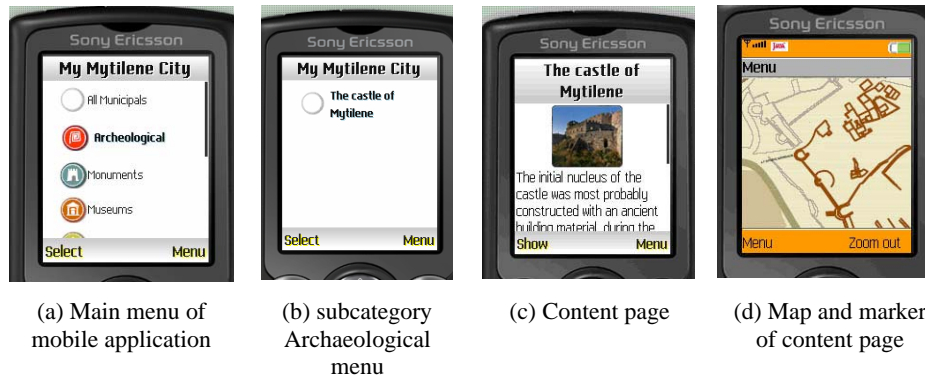 Sony Ericsson
My Mytilene City
All Municipals
Archeological
Monuments
Museums
Select Menu
Sony Ericsson
My Mytilene City
The castle of
Mytilene
Select Menu
Sony Ericsson
The castle of
Mytilene
The initial nucleus of the
castle was most probably
constructed with an ancient
building material, during the
Show Menu
Sony Ericsson
Menu
Menu Zoom out
(a) Main menu of
mobile application
(b) subcategory
Archaeological
menu
(c) Content page
(d) Map and marker
of content page